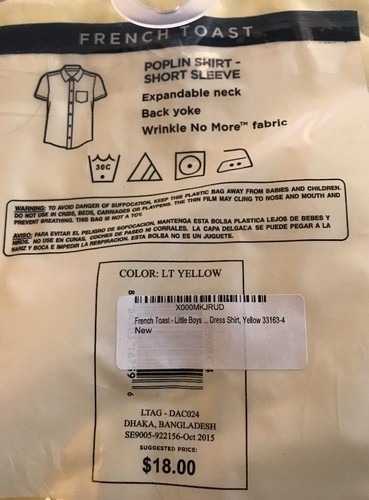 FRENCH TOAST
POPLIN SHIRT -
SHORT SLEEVE
Expandable neck
Back yoke
Wrinkle No More™ fabric
30C
WARNING: TO AVOID DANGER OF SUFFOCATION, KEEP THIS PLASTIC BAG AWAY FROM BABIES AND CHILDREN.
DO NOT USE IN CRIBS, BEDS, CARRIAGES OR PLAYPENS. THE THIN FILM MAY CLING TO NOSE AND MOUTH AND
PREVENT BREATHING. THIS BAG IS NOT A TOY.
AVISO: PARA EVITAR EL PELIGRO DE SOFOCACION, MANTENGA ESTA BOLSA PLASTICA LEJOS DE BEBES Y
NIÑOS. NO USE EN CUNAS, COCHES DE PASEO NI CORRALES. LA CAPA DELGACA SE PUEDE PEGAR A LA
NARIZ Y BOCA E IMPEDIR LA RESPIRACION. ESTA BOLSA NO ES UN JUGUETE.
COLOR: LT YELLOW
X000MKJRUD
French Toast - Little Boys ... Dress Shirt, Yellow 33163-4
New
LTAG - DAC024
DHAKA, BANGLADESH
SE9005-922156-Oct 2015
SUGGESTED PRICE:
$18.00